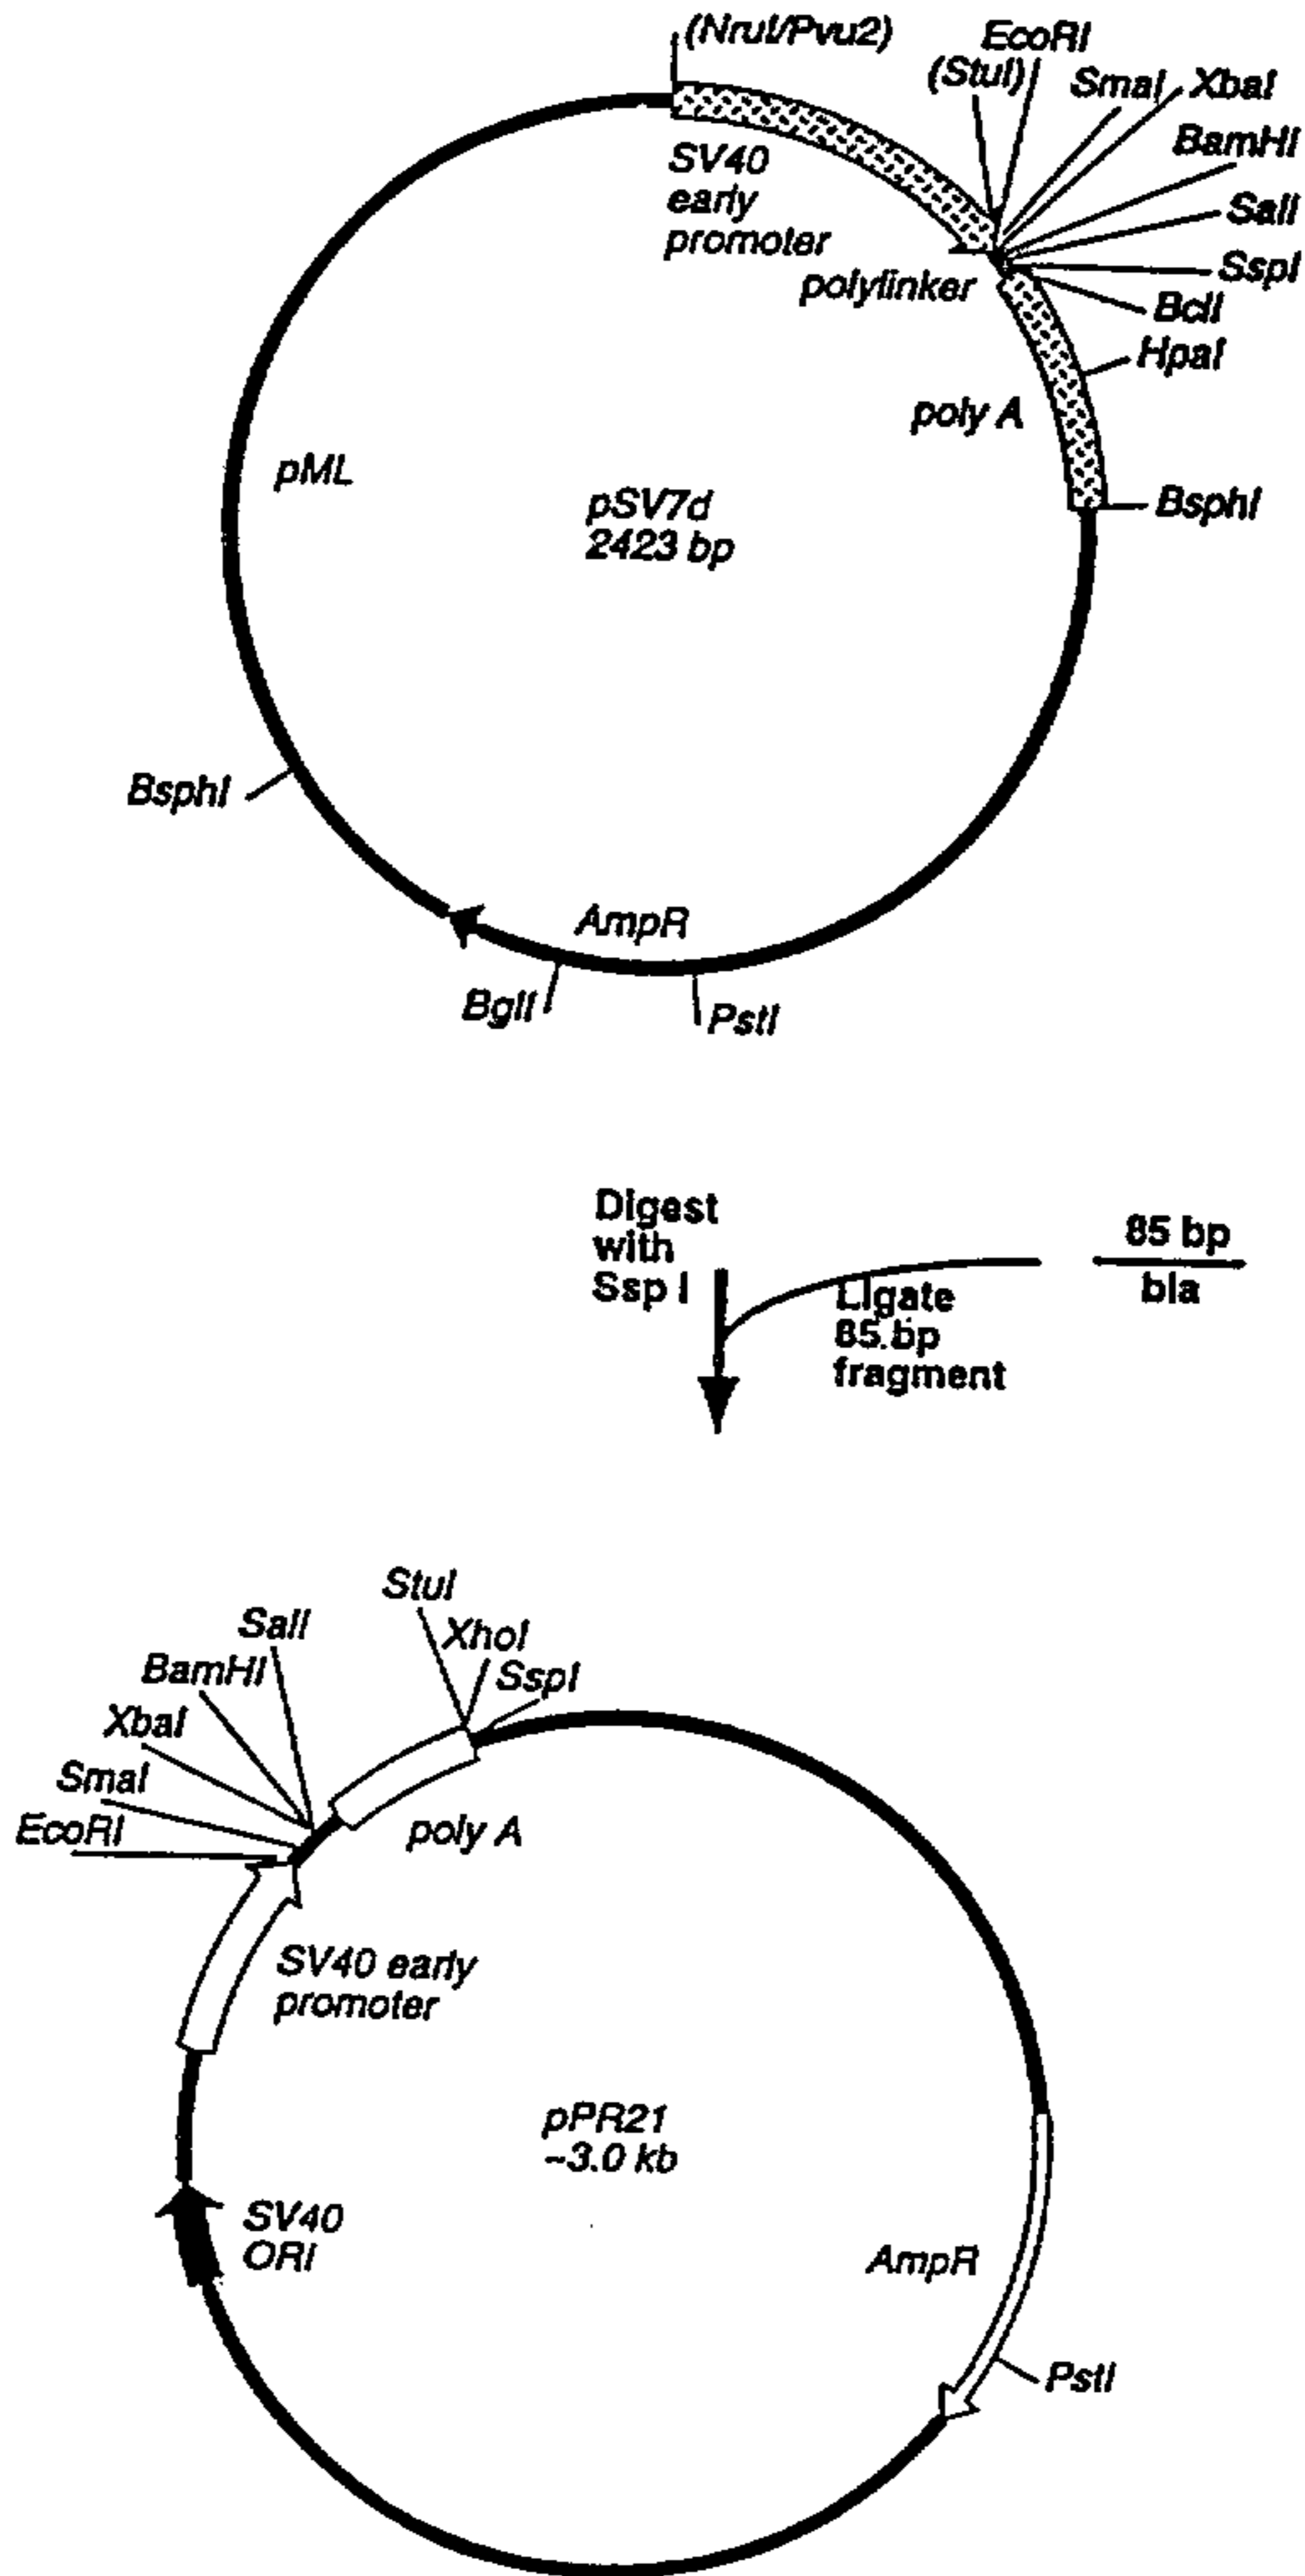 (NruI/Pvu2)
EcoRI
(StuI)
SmaI
XbaI
BamHI
SalI
SspI
BclI
HpaI
SV40
early
promoter
polylinker
poly A
pML
pSV7d
2423 bp
BsphI
BsphI
AmpR
BglI
PstI
Digest
with
Ssp I
Ligate
85 bp
fragment
85 bp
bla
StuI
XhoI
SspI
SalI
BamHI
XbaI
SmaI
EcoRI
poly A
SV40 early
promoter
pPR21
~3.0 kb
SV40
ORI
AmpR
PstI